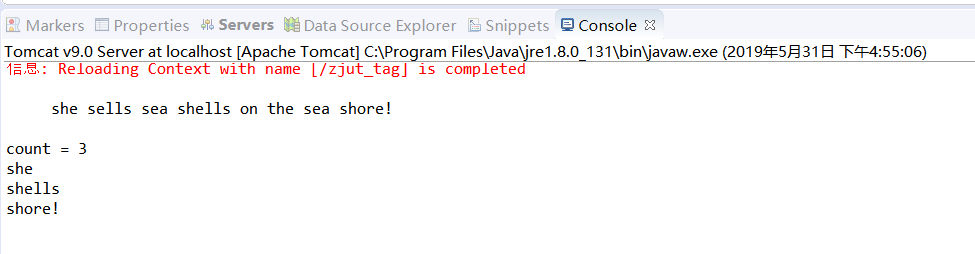 Markers Properties Servers Data Source Explorer Snippets Console
Tomcat v9.0 Server at localhost [Apache Tomcat] C:\Program Files\Java\jre1.8.0_131\bin\javaw.exe (2019年5月31日 下午4:55:06)
信息: Reloading Context with name [/zjut_tag] is completed
she sells sea shells on the sea shore!
count = 3
she
shells
shore!